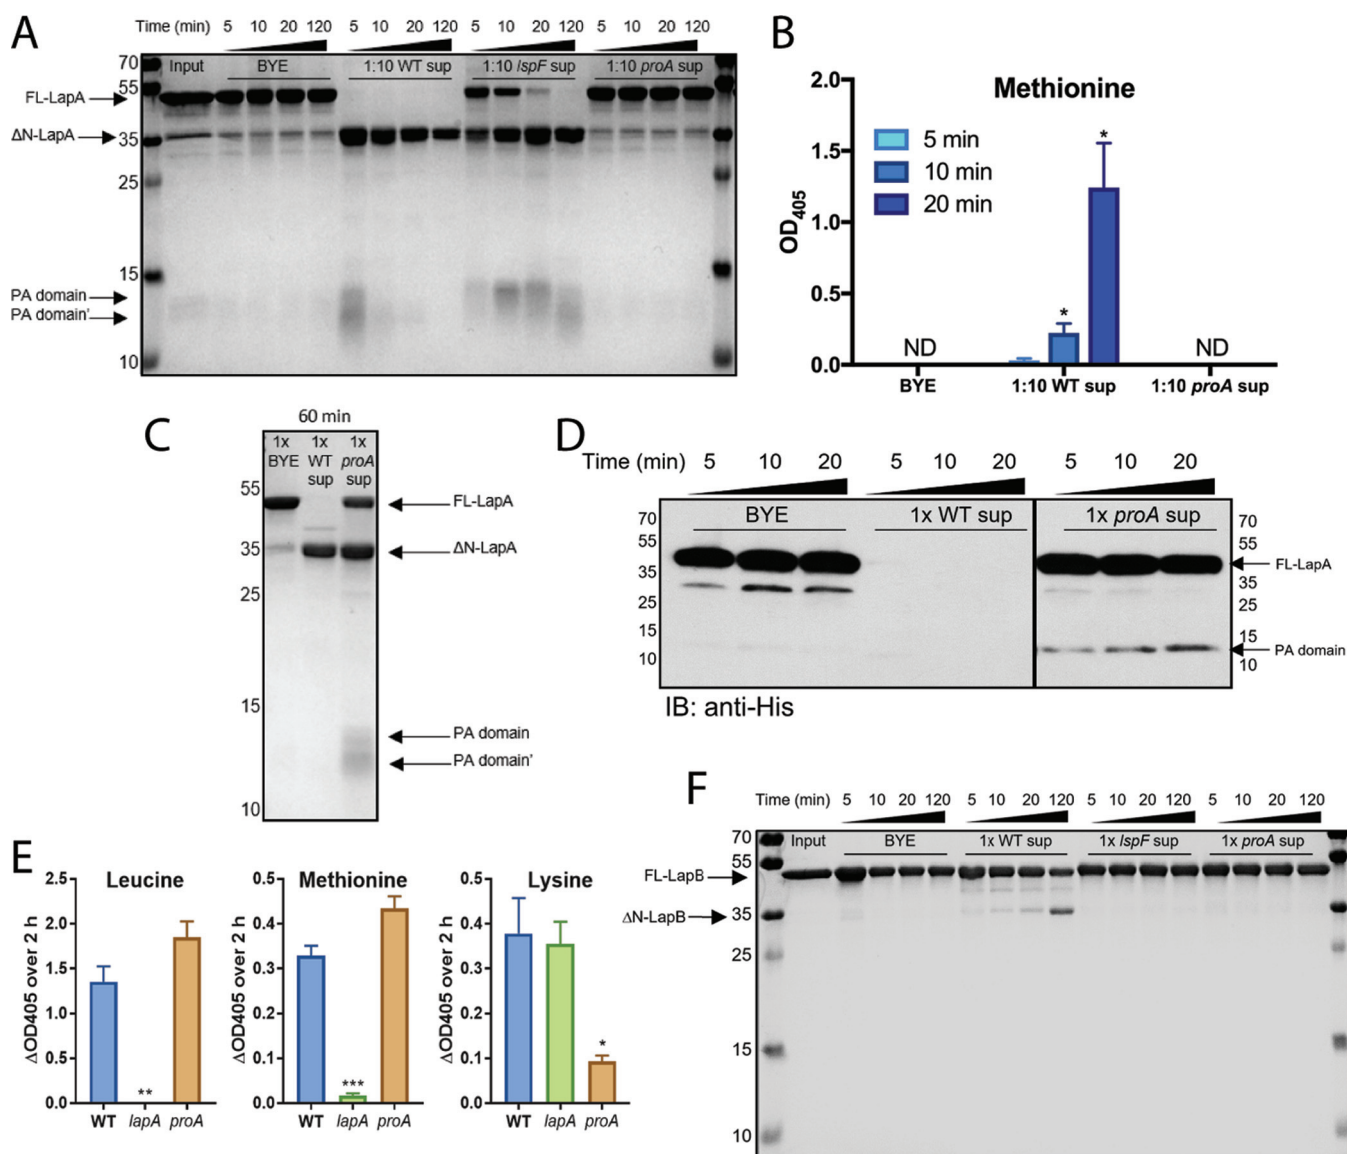 A
Time (min) 5 10 20 120 5 10 20 120 5 10 20 120 5 10 20 120
Input BYE 1:10 WT sup 1:10 lspF sup 1:10 proA sup
70
55
FL-LapA
ΔN-LapA
35
25
15
PA domain
PA domain'
10
B
Methionine
2.0
1.5
1.0
0.5
0.0
OD405
5 min
10 min
20 min
*
*
ND
ND
BYE 1:10 WT sup 1:10 proA sup
C
60 min
1x 1x 1x
BYE WT proA
sup sup
55
35
25
15
10
FL-LapA
ΔN-LapA
PA domain
PA domain'
D
Time (min) 5 10 20 5 10 20 5 10 20
BYE 1x WT sup 1x proA sup
70
55
35
25
15
10
70
55
35
25
15
10
FL-LapA
PA domain
IB: anti-His
E
Leucine
2.5
2.0
1.5
1.0
0.5
0.0
ΔOD405 over 2 h
**
WT lapA proA
Methionine
0.5
0.4
0.3
0.2
0.1
0.0
ΔOD405 over 2 h
***
WT lapA proA
Lysine
0.5
0.4
0.3
0.2
0.1
0.0
ΔOD405 over 2 h
*
WT lapA proA
F
Time (min) 5 10 20 120 5 10 20 120 5 10 20 120 5 10 20 120
Input BYE 1x WT sup 1x lspF sup 1x proA sup
70
55
FL-LapB
ΔN-LapB
35
25
15
10